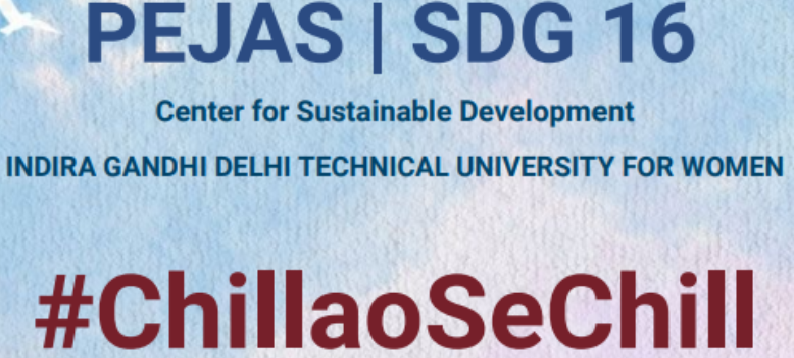 PEJAS | SDG 16
Center for Sustainable Development
INDIRA GANDHI DELHI TECHNICAL UNIVERSITY FOR WOMEN
#ChillaoSeChill